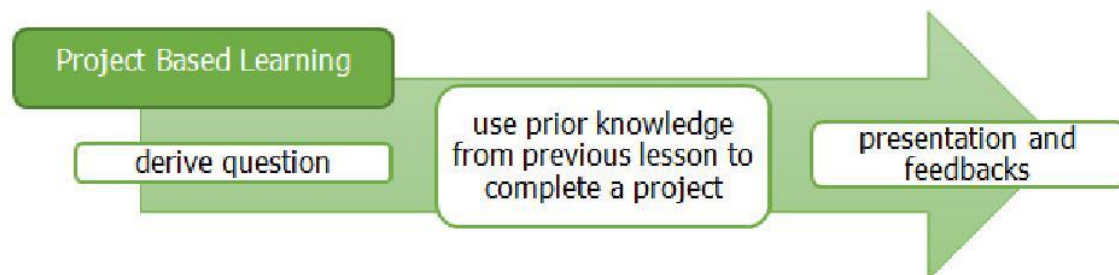 Project Based Learning
derive question
use prior knowledge
from previous lesson to
complete a project
presentation and
feedbacks